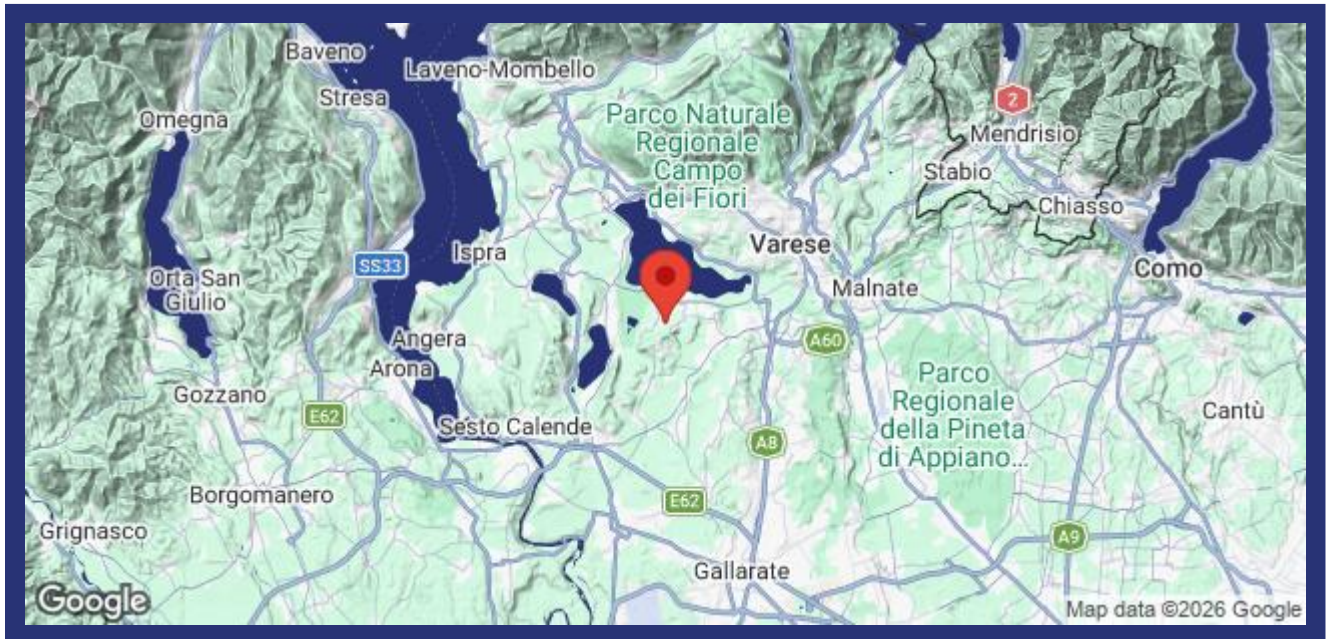 Baveno
Laveno-Mombello
Stresa
Omegna
Parco Naturale
Regionale
Campo
dei Fiori
2
Mendrisio
Stabio
Chiasso
Varese
Ispra
SS33
Orta San
Giulio
Como
Malnate
Angera
Arona
A60
Gozzano
E62
Parco
Regionale
della Pineta
di Appiano...
Cantù
Sesto Calende
A8
Borgomanero
E62
Grignasco
A9
Gallarate
Google
Map data ©2026 Google